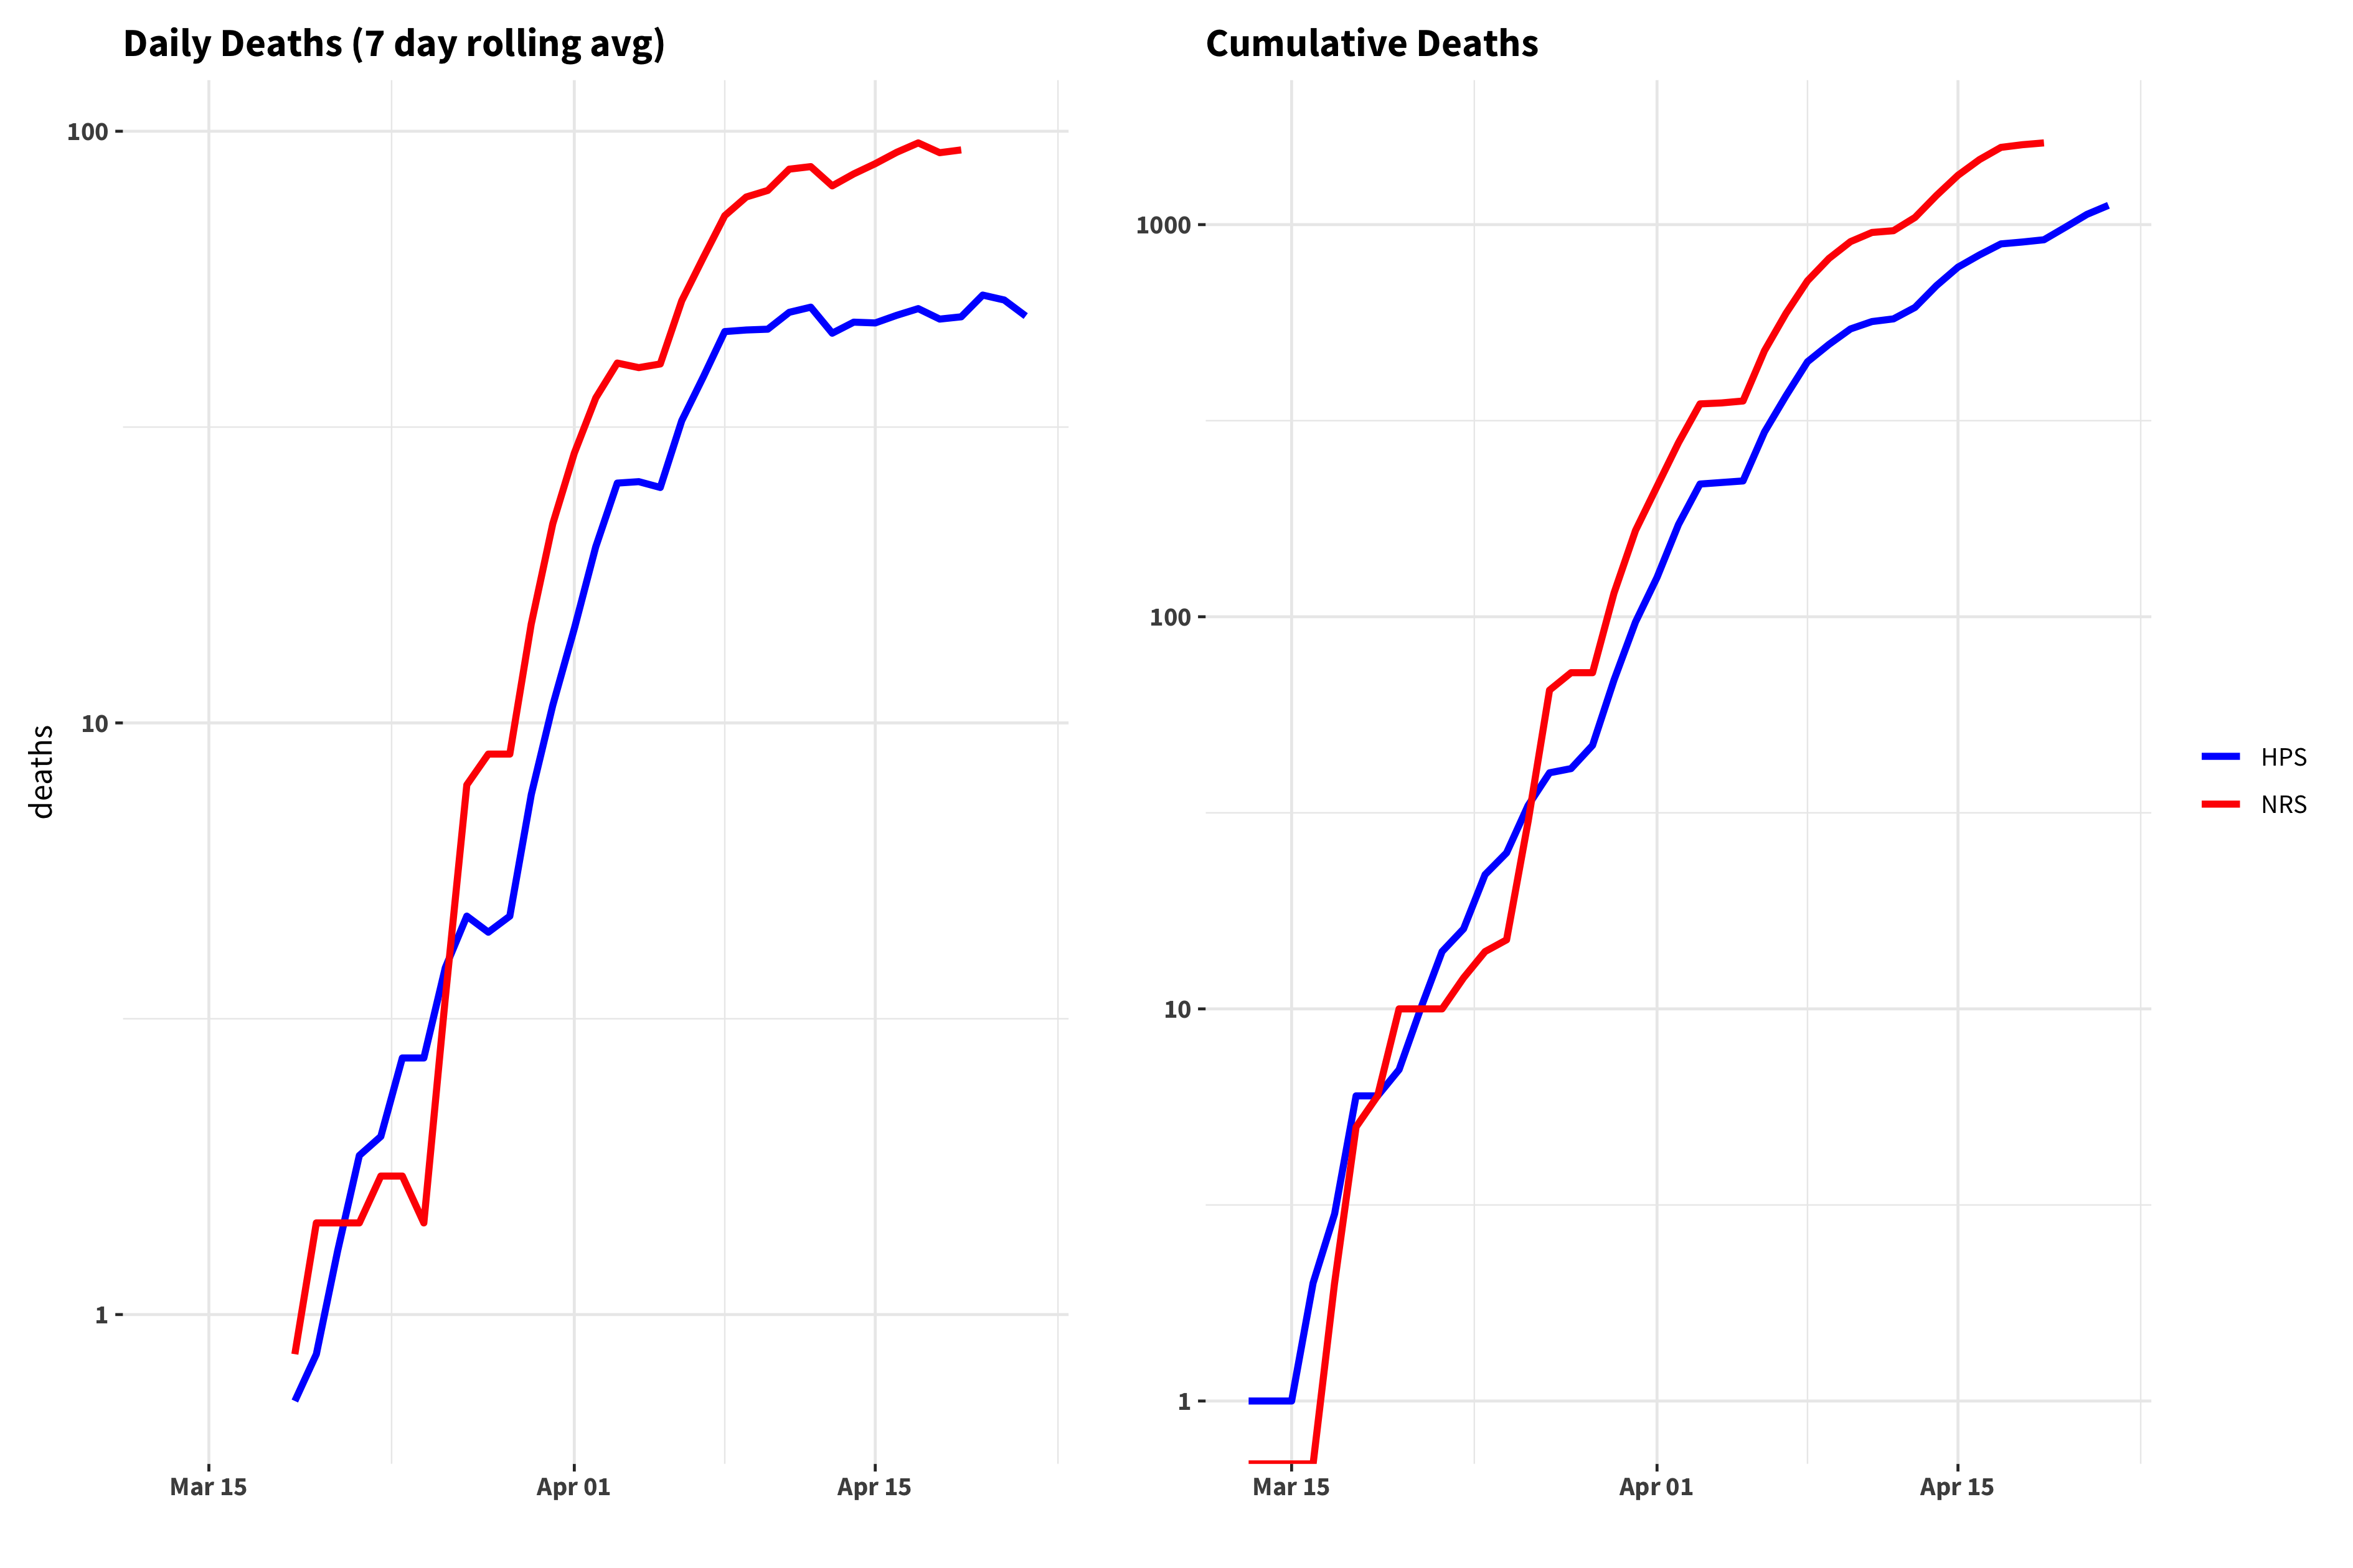 Daily Deaths (7 day rolling avg)
100
10
1
deaths
Mar 15
Apr 01
Apr 15
Cumulative Deaths
1000
100
10
1
Mar 15
Apr 01
Apr 15
HPS
NRS